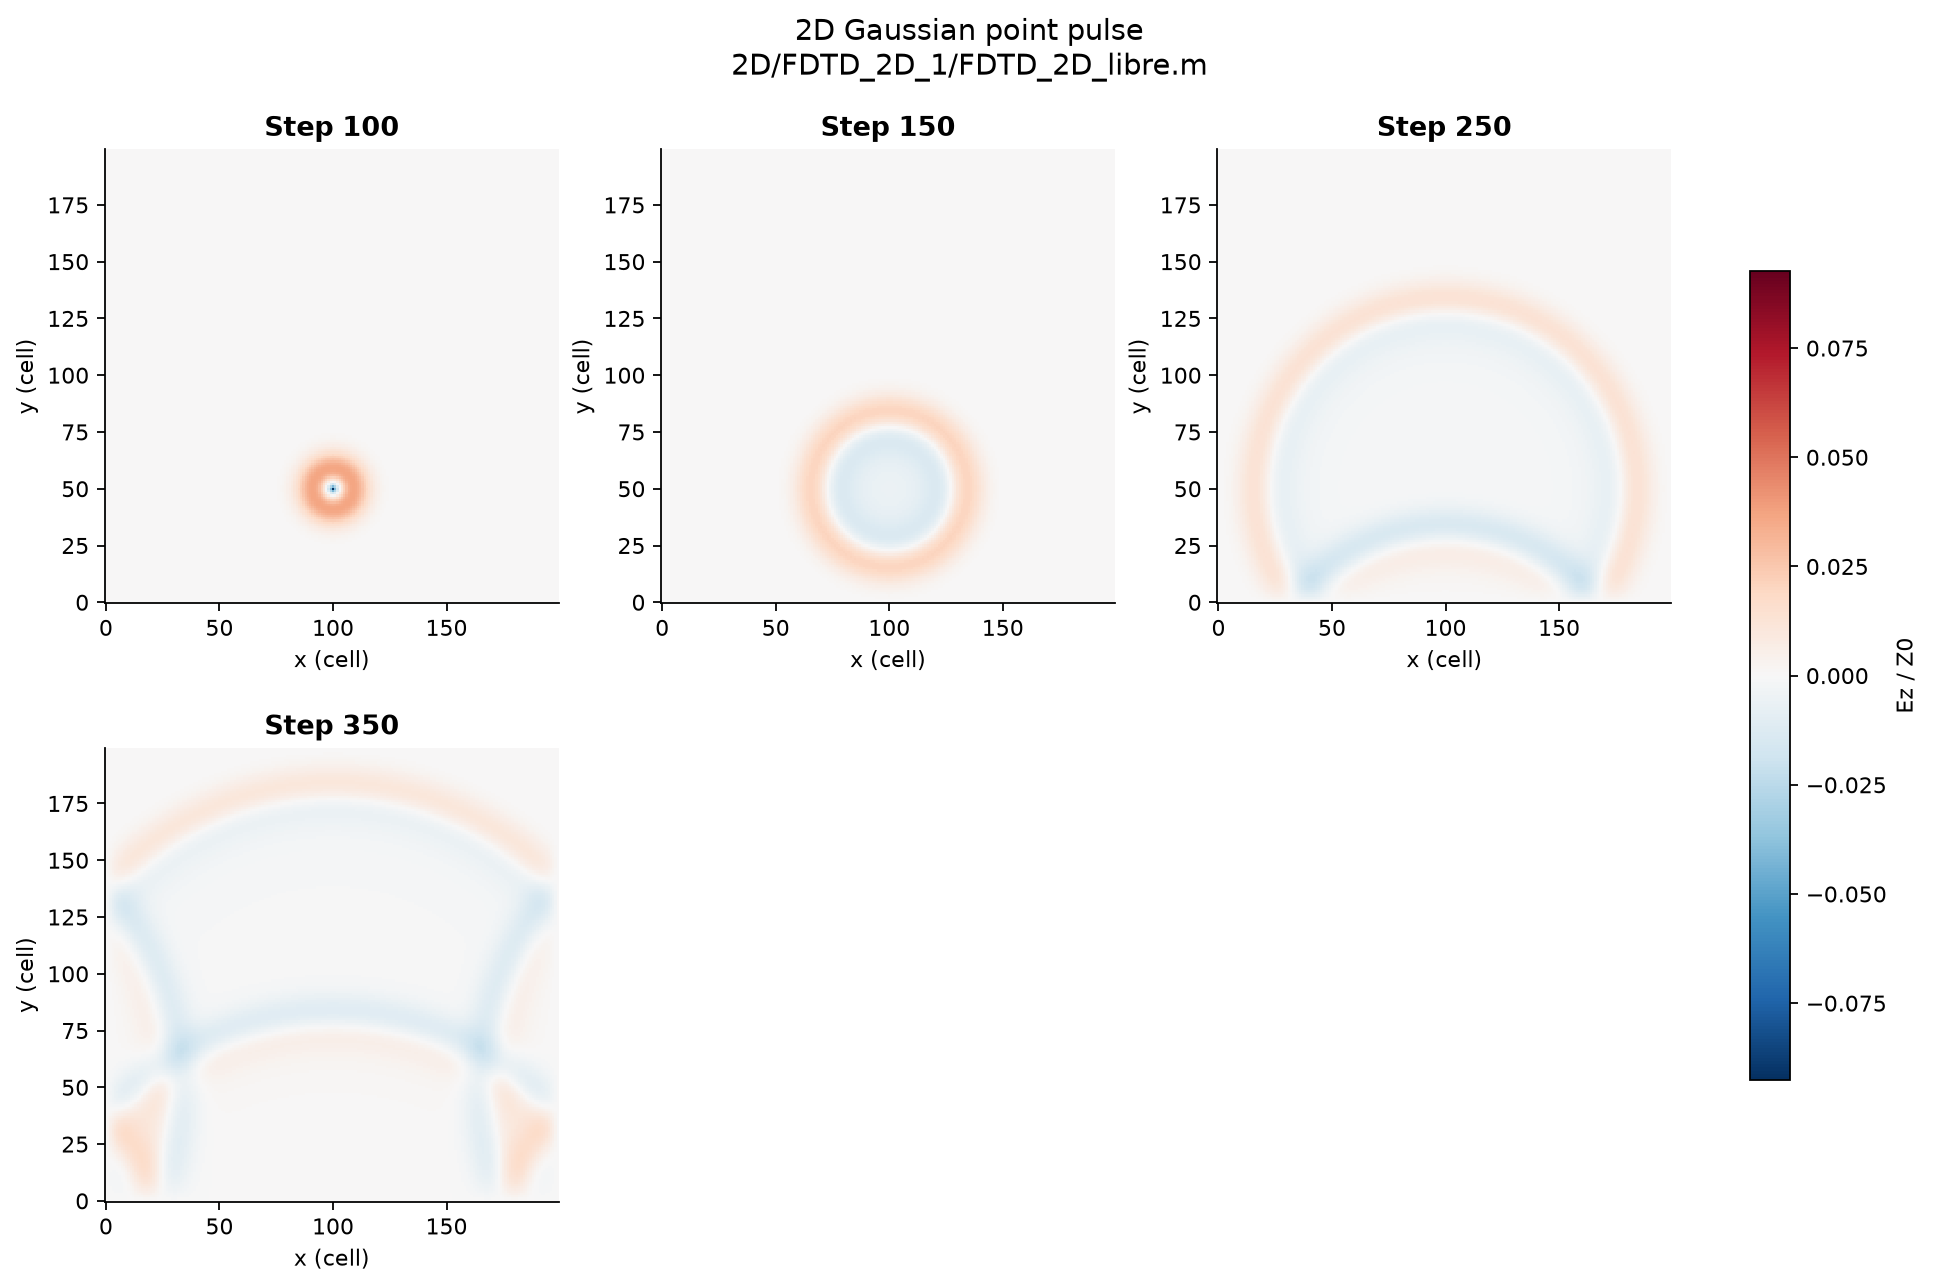 2D Gaussian point pulse
2D/FDTD_2D_1/FDTD_2D_libre.m
Step 100
175
150
125
100
75
50
25
0
0 50 100 150
y (cell)
x (cell)
Step 150
175
150
125
100
75
50
25
0
0 50 100 150
y (cell)
x (cell)
Step 250
175
150
125
100
75
50
25
0
0 50 100 150
y (cell)
x (cell)
Step 350
175
150
125
100
75
50
25
0
0 50 100 150
y (cell)
x (cell)
0.075
0.050
0.025
0.000
−0.025
−0.050
−0.075
Ez / Z0